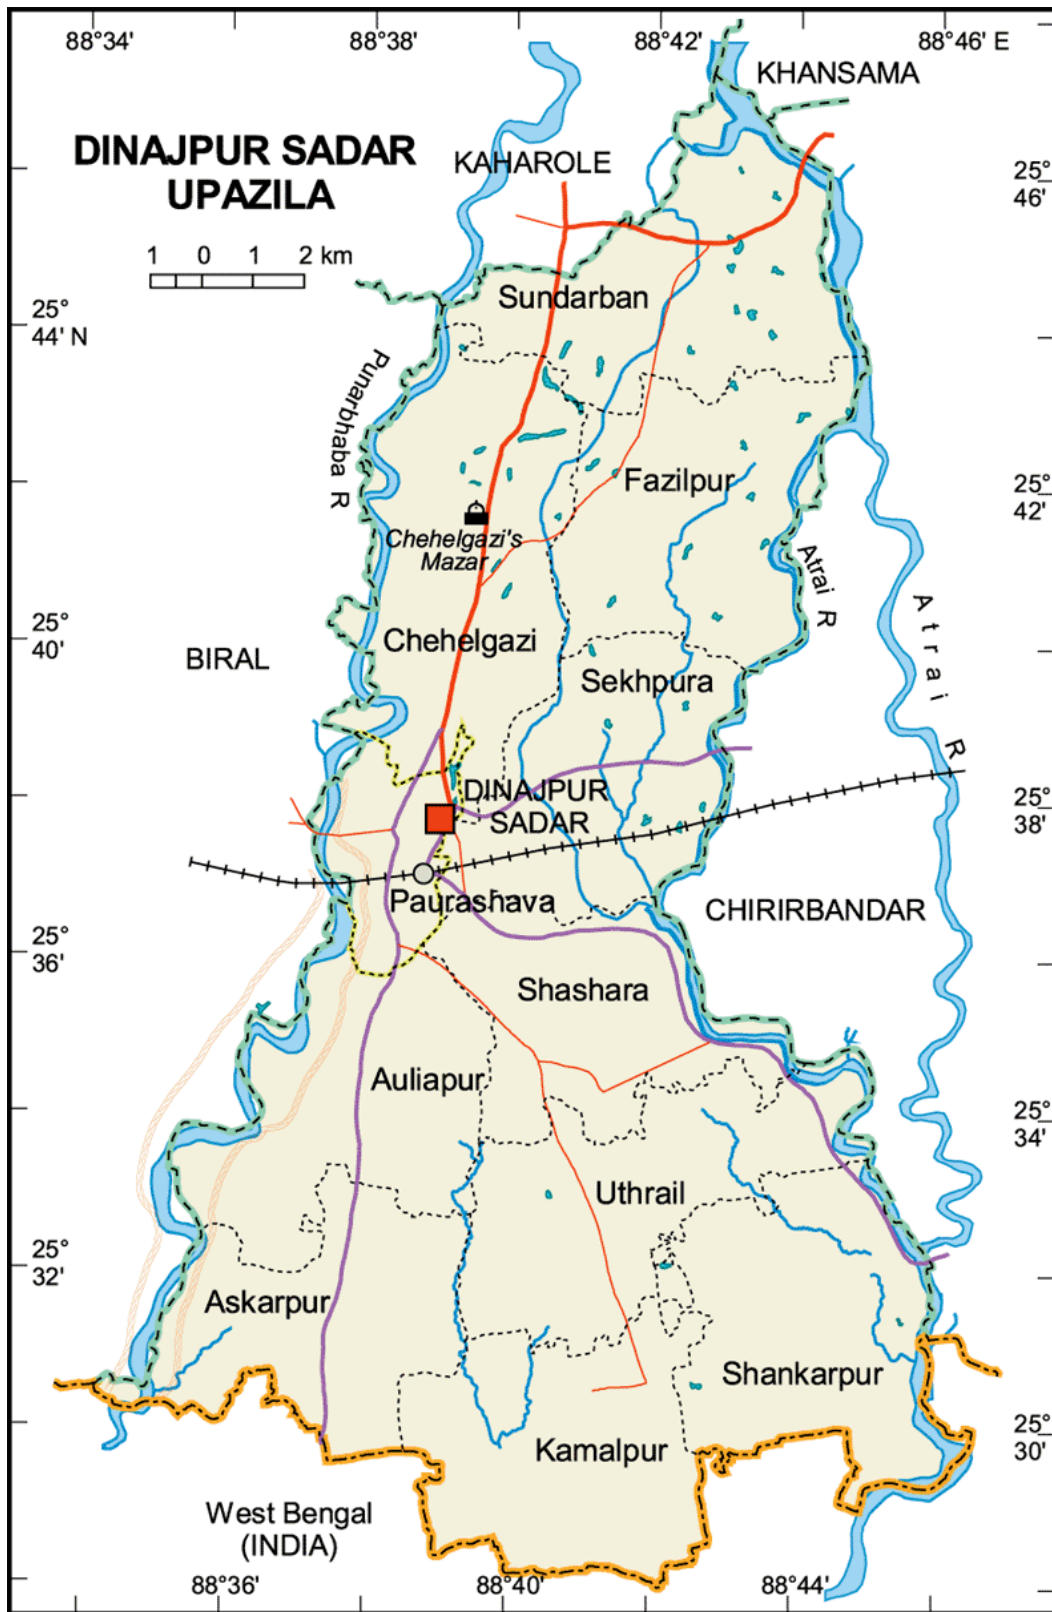 88°34'
88°38'
88°42'
88°46' E
KHANSAMA
DINAJPUR SADAR
UPAZILA
KAHAROLE
25°
46'
1 0 1 2 km
Sundarban
25°
44' N
Punarbhaba R
Fazilpur
25°
42'
Chehelgazi's
Mazar
Atrai R
Atrai R
25°
40'
Chehelgazi
BIRAL
Sekhpura
DINAJPUR
SADAR
25°
38'
Paurashava
CHIRIRBANDAR
25°
36'
Shashara
Auliapur
25°
34'
Uthrail
25°
32'
Askarpur
Shankarpur
25°
30'
Kamalpur
West Bengal
(INDIA)
88°36'
88°40'
88°44'